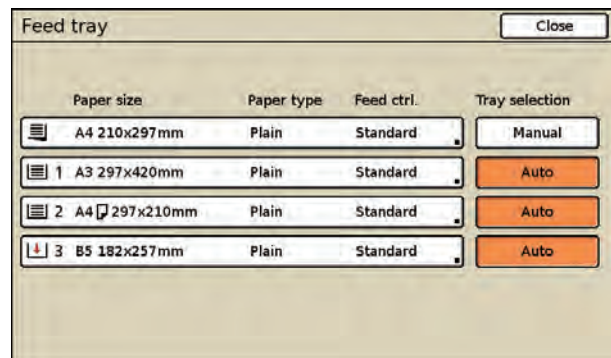 Feed tray Close
Paper size Paper type Feed ctrl. Tray selection
A4 210x297mm Plain Standard Manual
1 A3 297x420mm Plain Standard Auto
2 A4 297x210mm Plain Standard Auto
3 B5 182x257mm Plain Standard Auto